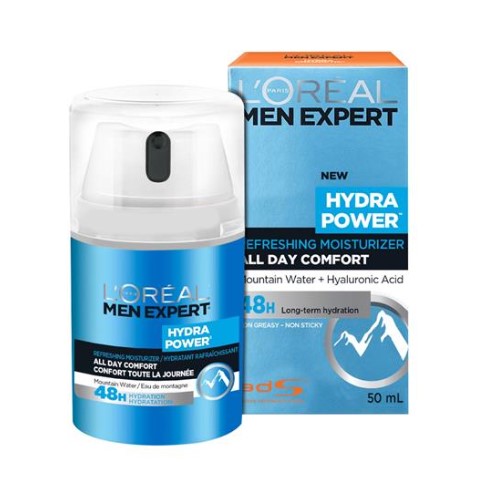 L'ORÉAL
PARIS
MEN EXPERT
NEW
HYDRA
POWER™
REFRESHING MOISTURIZER
ALL DAY COMFORT
Mountain Water + Hyaluronic Acid
48H Long-term hydration
NON GREASY - NON STICKY
50 mL
L'ORÉAL
MEN EXPERT
HYDRA
POWER
REFRESHING MOISTURIZER / HYDRATANT RAFRAÎCHISSANT
ALL DAY COMFORT
CONFORT TOUTE LA JOURNÉE
Mountain Water / Eau de montagne
48H HYDRATION
HYDRATATION